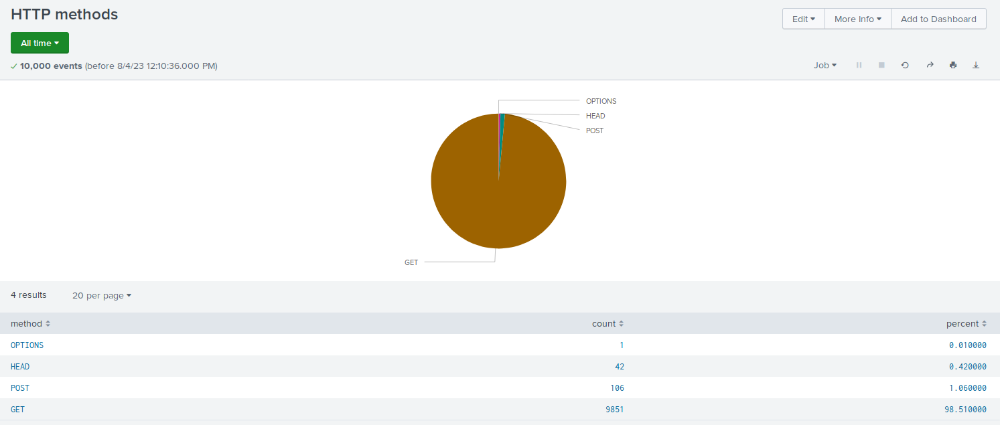 HTTP methods
Edit More Info Add to Dashboard
All time
10,000 events (before 8/4/23 12:10:36.000 PM)
Job
OPTIONS
HEAD
POST
GET
4 results 20 per page
method count percent
OPTIONS 1 0.010000
HEAD 42 0.420000
POST 106 1.060000
GET 9851 98.510000